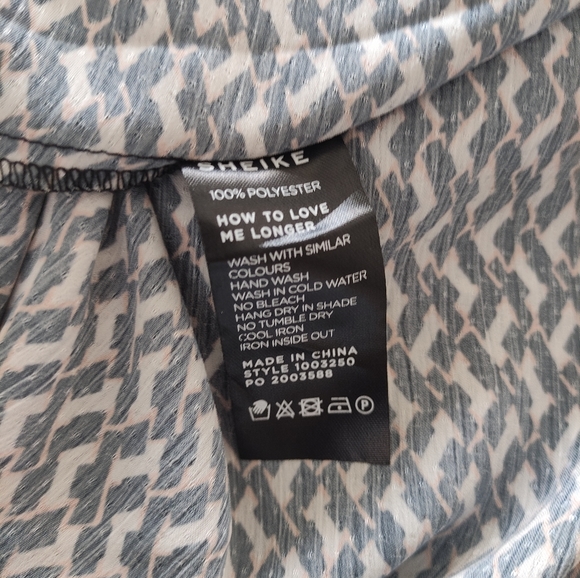 SHEIKE
100% POLYESTER
HOW TO LOVE
ME LONGER
WASH WITH SIMILAR
COLOURS
HAND WASH
WASH IN COLD WATER
NO BLEACH
HANG DRY IN SHADE
NO TUMBLE DRY
COOL IRON
IRON INSIDE OUT
MADE IN CHINA
STYLE 1003250
PO 2003588
P